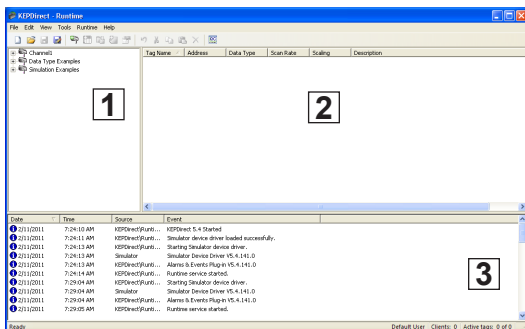 KEPDirect - Runtime
File Edit View Tools Runtime Help
Channel1
Data Type Examples
Simulation Examples
1
Tag Name Address Data Type Scan Rate Scaling Description
2
Date Time Source Event
2/11/2011 7:24:10 AM KEPDirect\Runti... KEPDirect 5.4 Started
2/11/2011 7:24:11 AM KEPDirect\Runti... Simulator device driver loaded successfully.
2/11/2011 7:24:13 AM KEPDirect\Runti... Starting Simulator device driver.
2/11/2011 7:24:13 AM Simulator Simulator Device Driver V5.4.141.0
2/11/2011 7:24:13 AM KEPDirect\Runti... Alarms & Events Plug-in V5.4.141.0
2/11/2011 7:24:14 AM KEPDirect\Runti... Runtime service started.
2/11/2011 7:29:04 AM KEPDirect\Runti... Starting Simulator device driver.
2/11/2011 7:29:04 AM Simulator Simulator Device Driver V5.4.141.0
2/11/2011 7:29:04 AM KEPDirect\Runti... Alarms & Events Plug-in V5.4.141.0
2/11/2011 7:29:05 AM KEPDirect\Runti... Runtime service started.
3
Ready Default User Clients: 0 Active tags: 0 of 0